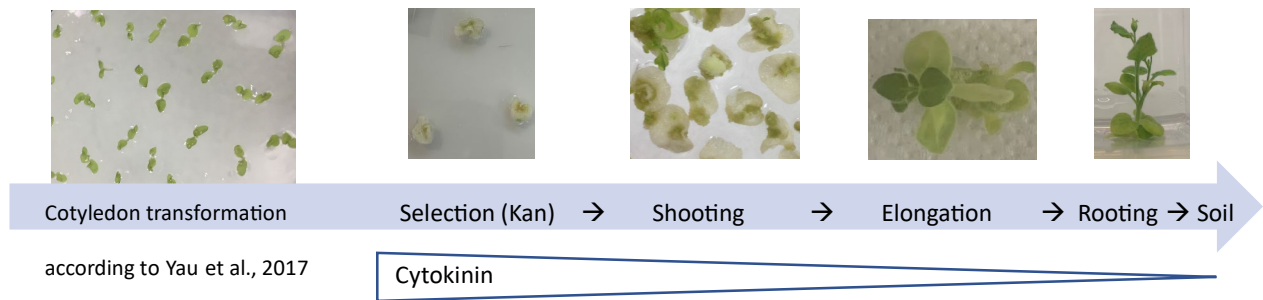 Cotyledon transformation Selection (Kan) → Shooting → Elongation → Rooting → Soil
according to Yau et al., 2017
Cytokinin